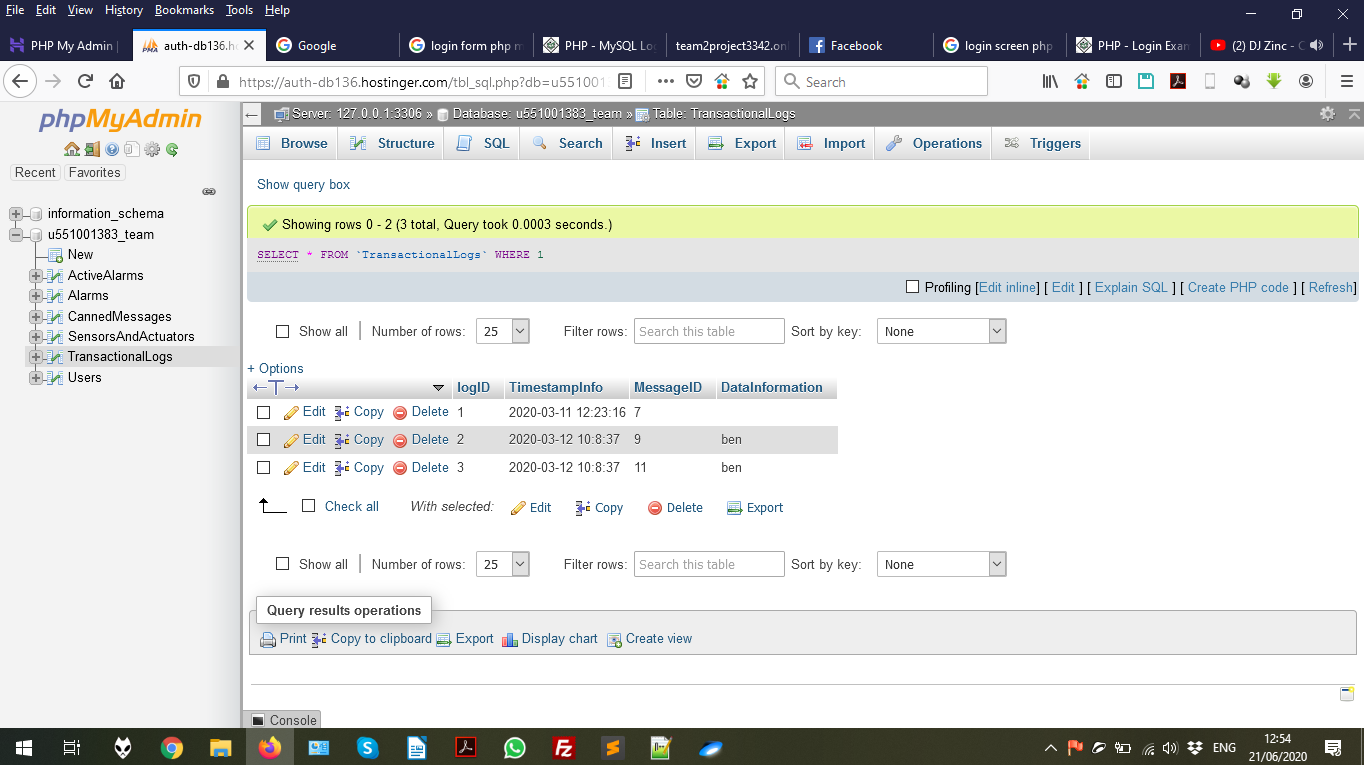 File Edit View History Bookmarks Tools Help
PHP My Admin
auth-db136.h
Google
login form php m
PHP - MySQL Lo
team2project3342.onl
Facebook
login screen php
PHP - Login Exam
(2) DJ Zinc - C
https://auth-db136.hostinger.com/tbl_sql.php?db=u551001
Search
phpMyAdmin
Recent Favorites
information_schema
u551001383_team
New
ActiveAlarms
Alarms
CannedMessages
SensorsAndActuators
TransactionalLogs
Users
Server: 127.0.0.1:3306 » Database: u551001383_team » Table: TransactionalLogs
Browse Structure SQL Search Insert Export Import Operations Triggers
Show query box
Showing rows 0 - 2 (3 total, Query took 0.0003 seconds.)
SELECT * FROM `TransactionalLogs` WHERE 1
Profiling [Edit inline] [ Edit ] [ Explain SQL ] [ Create PHP code ] [ Refresh]
Show all Number of rows: 25 Filter rows: Search this table Sort by key: None
+ Options
←T→ logID TimestampInfo MessageID DataInformation
Edit Copy Delete 1 2020-03-11 12:23:16 7
Edit Copy Delete 2 2020-03-12 10:8:37 9 ben
Edit Copy Delete 3 2020-03-12 10:8:37 11 ben
Check all With selected: Edit Copy Delete Export
Show all Number of rows: 25 Filter rows: Search this table Sort by key: None
Query results operations
Print Copy to clipboard Export Display chart Create view
Console
ENG
12:54
21/06/2020